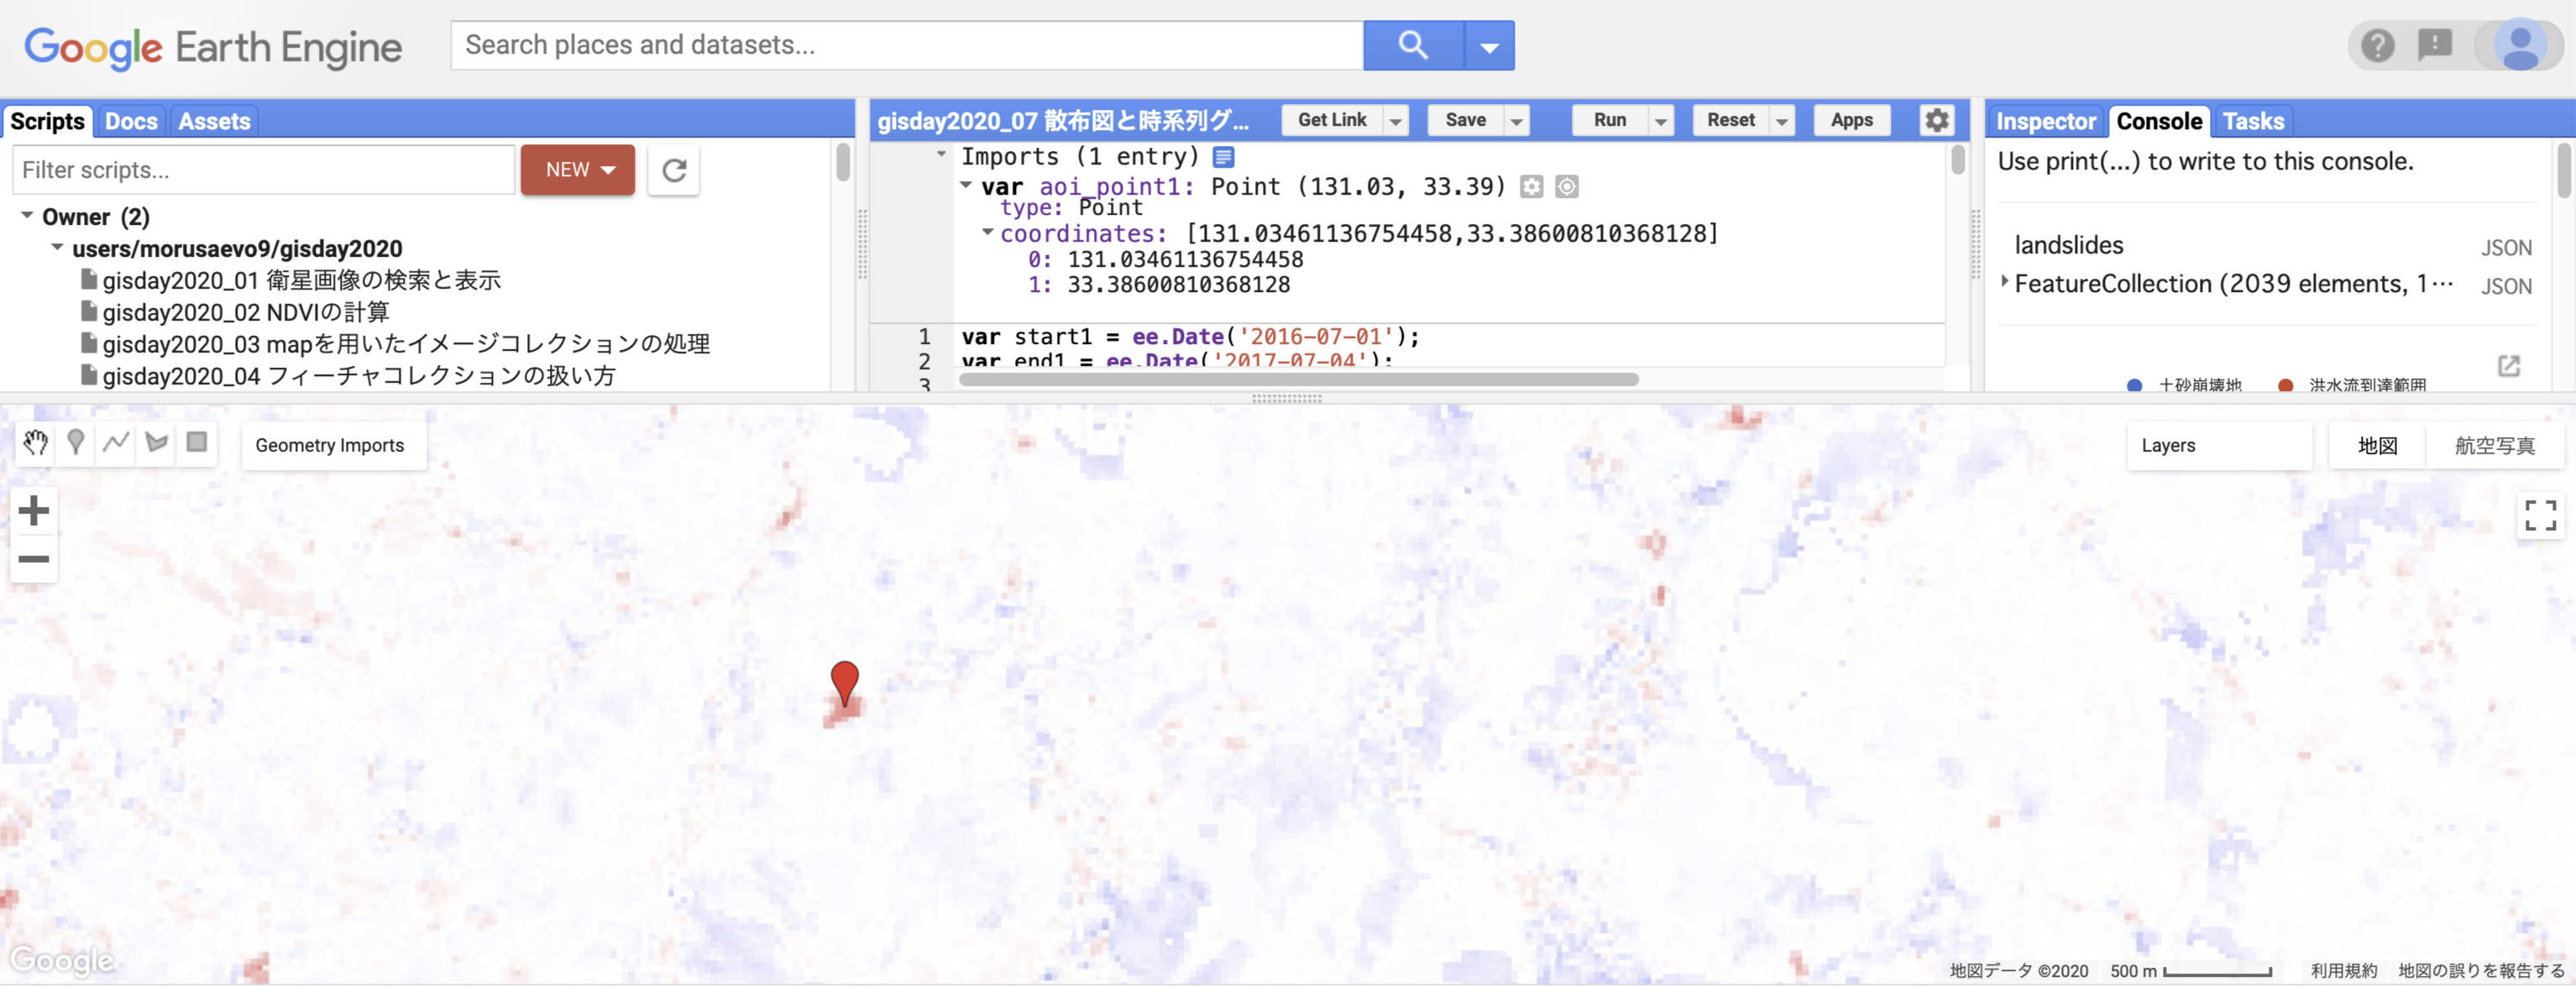 Google Earth Engine
Search places and datasets...
Scripts Docs Assets
Filter scripts...
NEW
Owner (2)
users/morusaevo9/gisday2020
gisday2020_01 衛星画像の検索と表示
gisday2020_02 NDVIの計算
gisday2020_03 mapを用いたイメージコレクションの処理
gisday2020_04 フィーチャコレクションの扱い方
gisday2020_07 散布図と時系列グ...
Get Link Save Run Reset Apps
Imports (1 entry)
var aoi_point1: Point (131.03, 33.39)
type: Point
coordinates: [131.03461136754458,33.38600810368128]
0: 131.03461136754458
1: 33.38600810368128
1 var start1 = ee.Date('2016-07-01');
2 var end1 = ee.Date('2017-07-04');
3
Inspector Console Tasks
Use print(...) to write to this console.
landslides JSON
FeatureCollection (2039 elements, 1... JSON
土砂崩壊地 洪水流到達範囲
Geometry Imports
Layers
地図 航空写真
Google
地図データ ©2020 500 m 利用規約 地図の誤りを報告する